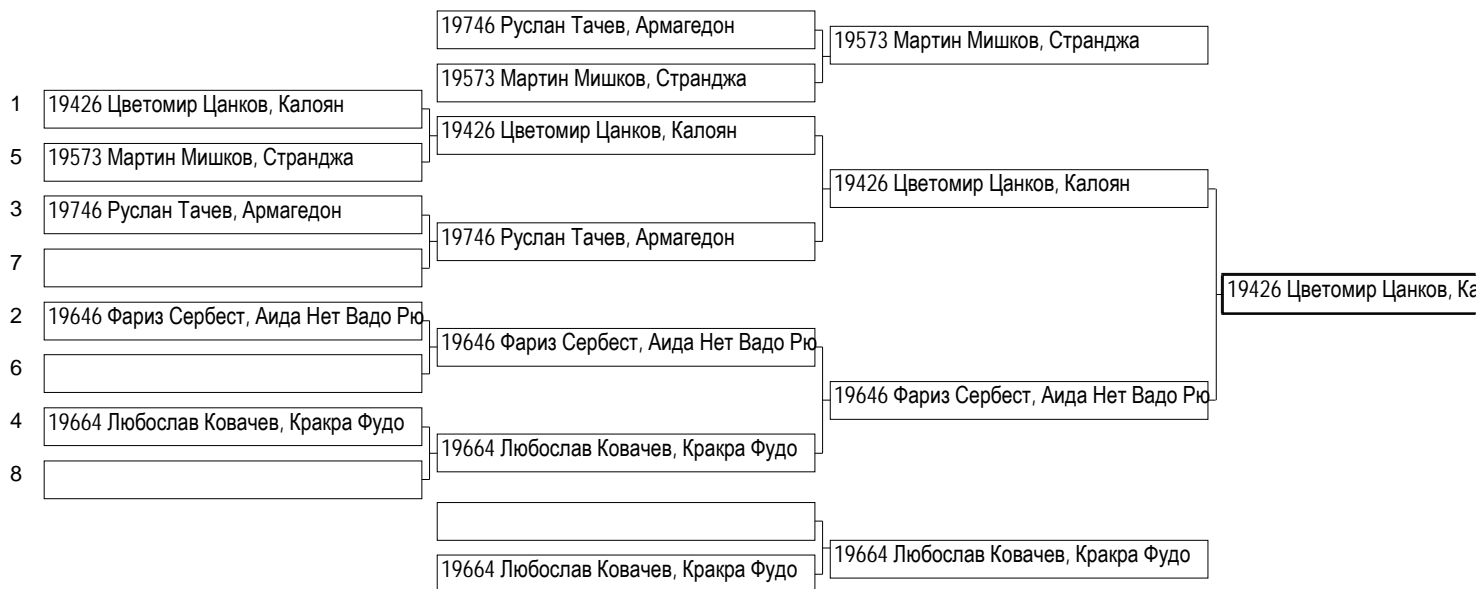 19746 Руслан Тачев, Армагедон
19573 Мартин Мишков, Странджа
19573 Мартин Мишков, Странджа
1 19426 Цветомир Цанков, Калоян
19426 Цветомир Цанков, Калоян
5 19573 Мартин Мишков, Странджа
19426 Цветомир Цанков, Калоян
3 19746 Руслан Тачев, Армагедон
19746 Руслан Тачев, Армагедон
7
19426 Цветомир Цанков, Ка
2 19646 Фариз Сербест, Аида Нет Вадо Рю
19646 Фариз Сербест, Аида Нет Вадо Рю
6
19646 Фариз Сербест, Аида Нет Вадо Рю
4 19664 Любослав Ковачев, Кракра Фудо
19664 Любослав Ковачев, Кракра Фудо
8
19664 Любослав Ковачев, Кракра Фудо
19664 Любослав Ковачев, Кракра Фудо